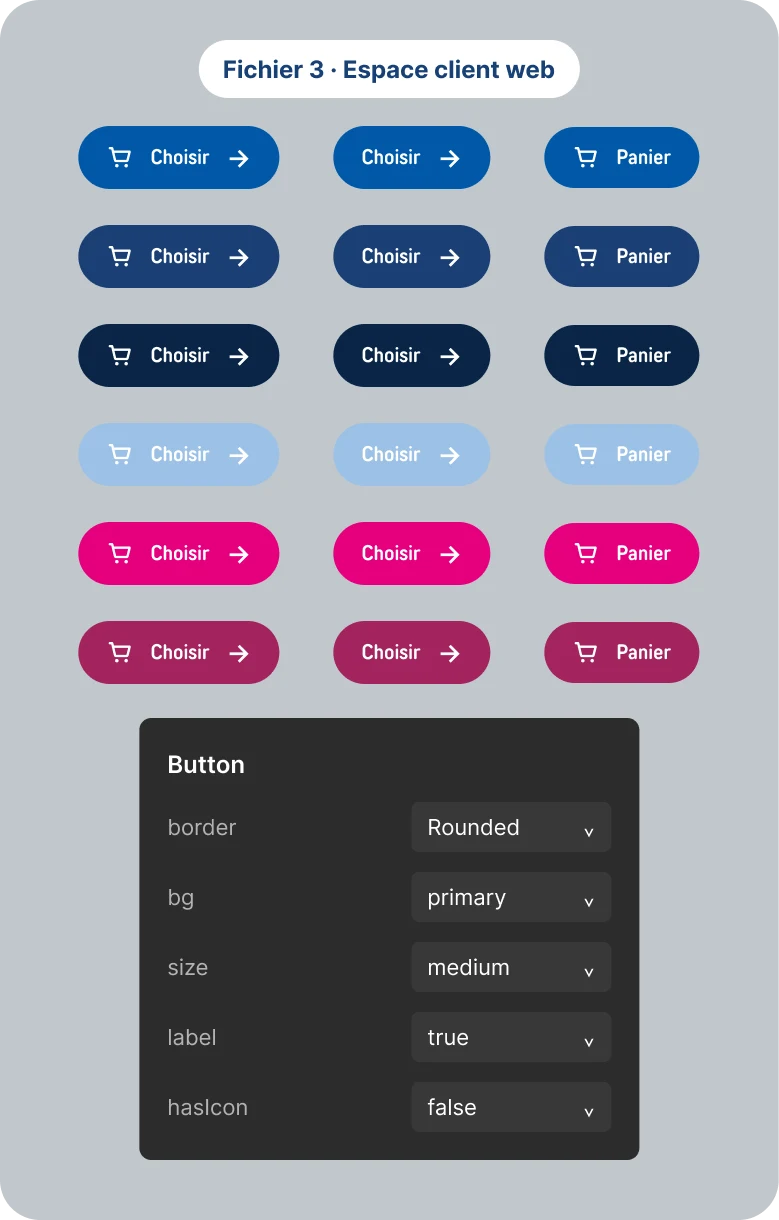 Fichier 3 · Espace client web
Choisir Choisir Panier
Choisir Choisir Panier
Choisir Choisir Panier
Choisir Choisir Panier
Choisir Choisir Panier
Choisir Choisir Panier
Button
border Rounded
bg primary
size medium
label true
hasIcon false